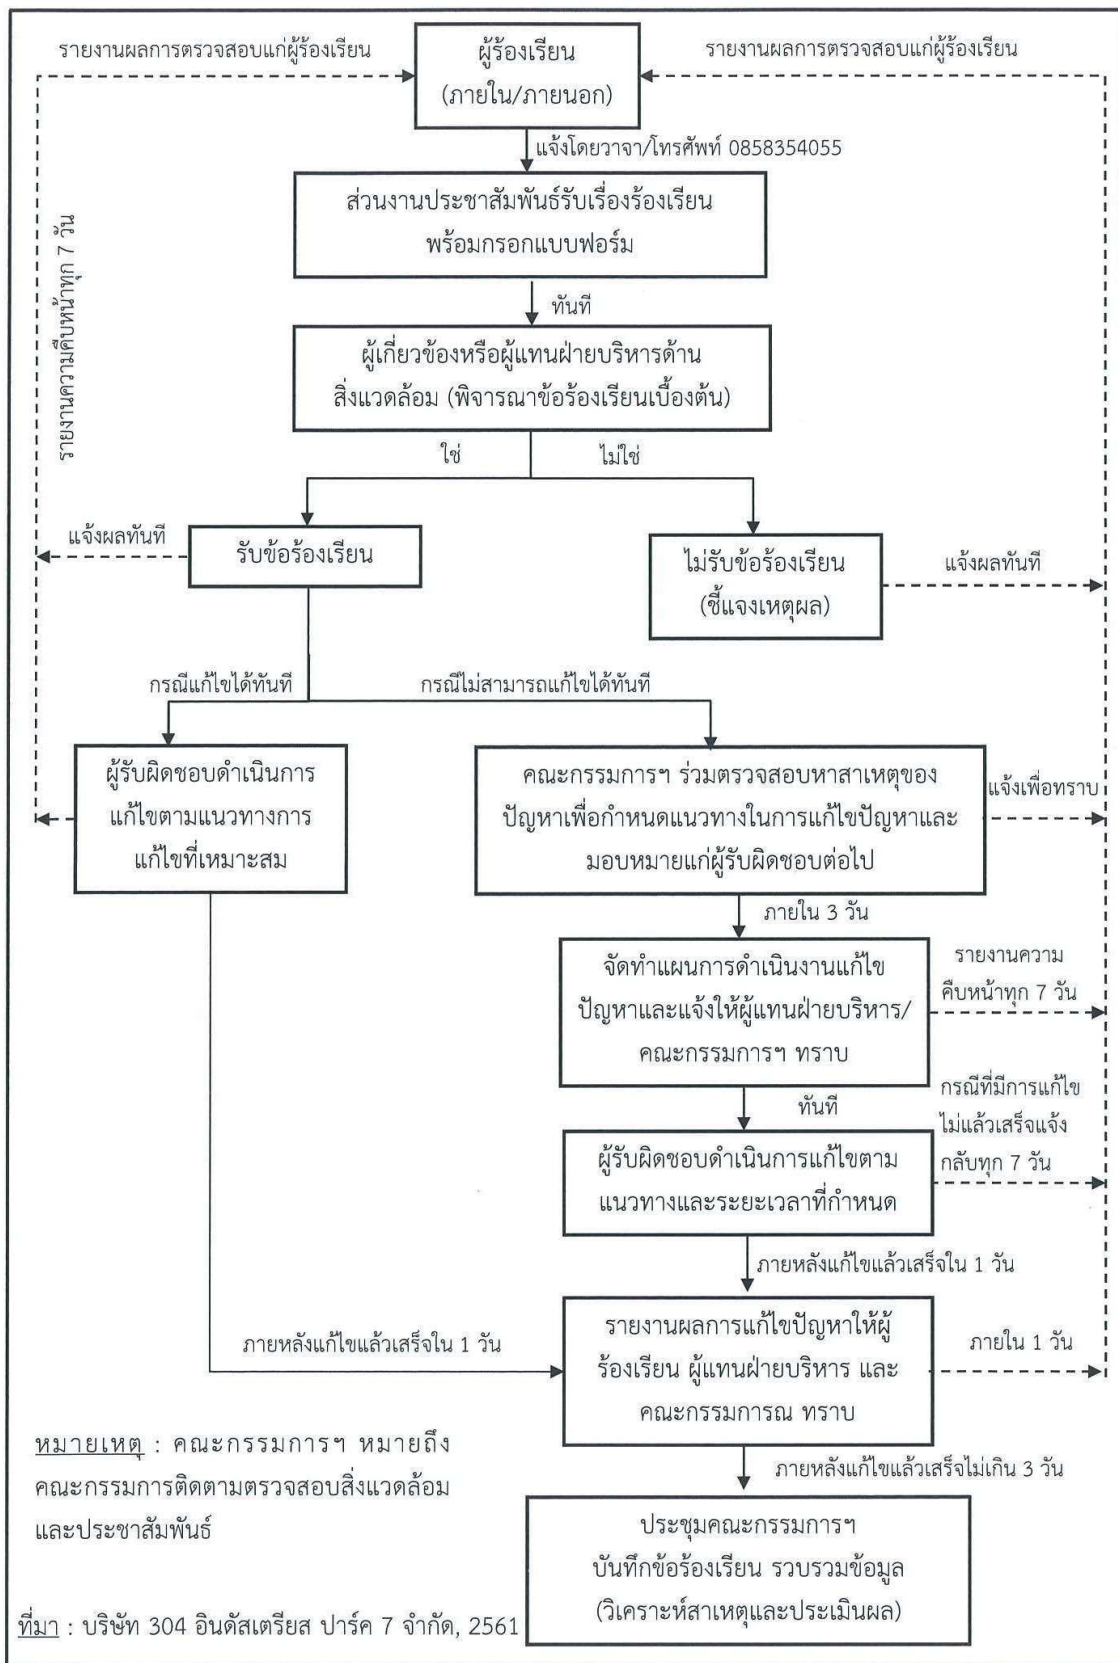 รายงานผลการตรวจสอบแก่ผู้ร้องเรียน
ผู้ร้องเรียน
(ภายใน/ภายนอก)
รายงานผลการตรวจสอบแก่ผู้ร้องเรียน
แจ้งโดยวาจา/โทรศัพท์ 0858354055
ส่วนงานประชาสัมพันธ์รับเรื่องร้องเรียน
พร้อมกรอกแบบฟอร์ม
รายงานความคืบหน้าทุก 7 วัน
ทันที
ผู้เกี่ยวข้องหรือผู้แทนฝ่ายบริหารด้าน
สิ่งแวดล้อม (พิจารณาข้อร้องเรียนเบื้องต้น)
ใช่
ไม่ใช่
แจ้งผลทันที
รับข้อร้องเรียน
ไม่รับข้อร้องเรียน
(ชี้แจงเหตุผล)
แจ้งผลทันที
กรณีแก้ไขได้ทันที
กรณีไม่สามารถแก้ไขได้ทันที
ผู้รับผิดชอบดำเนินการ
แก้ไขตามแนวทางการ
แก้ไขที่เหมาะสม
คณะกรรมการฯ ร่วมตรวจสอบหาสาเหตุของ
ปัญหาเพื่อกำหนดแนวทางในการแก้ไขปัญหาและ
มอบหมายแก่ผู้รับผิดชอบต่อไป
แจ้งเพื่อทราบ
ภายใน 3 วัน
จัดทำแผนการดำเนินงานแก้ไข
ปัญหาและแจ้งให้ผู้แทนฝ่ายบริหาร/
คณะกรรมการฯ ทราบ
รายงานความ
คืบหน้าทุก 7 วัน
ทันที
กรณีที่มีการแก้ไข
ไม่แล้วเสร็จแจ้ง
กลับทุก 7 วัน
ผู้รับผิดชอบดำเนินการแก้ไขตาม
แนวทางและระยะเวลาที่กำหนด
ภายหลังแก้ไขแล้วเสร็จใน 1 วัน
ภายหลังแก้ไขแล้วเสร็จใน 1 วัน
รายงานผลการแก้ไขปัญหาให้ผู้
ร้องเรียน ผู้แทนฝ่ายบริหาร และ
คณะกรรมการณ ทราบ
ภายใน 1 วัน
หมายเหตุ : คณะกรรมการฯ หมายถึง
คณะกรรมการติดตามตรวจสอบสิ่งแวดล้อม
และประชาสัมพันธ์
ภายหลังแก้ไขแล้วเสร็จไม่เกิน 3 วัน
ประชุมคณะกรรมการฯ
บันทึกข้อร้องเรียน รวบรวมข้อมูล
(วิเคราะห์สาเหตุและประเมินผล)
ที่มา : บริษัท 304 อินดัสเตรียส ปาร์ค 7 จำกัด, 2561